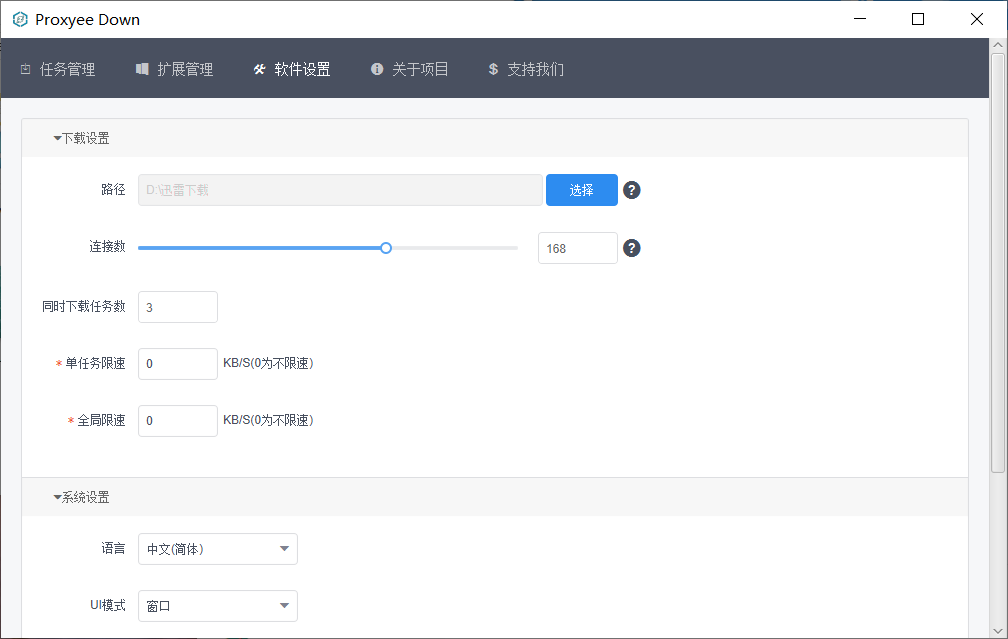 Proxyee Down
任务管理 扩展管理 软件设置 关于项目 支持我们
下载设置
路径 D:\迅雷下载 选择
连接数 168
同时下载任务数 3
* 单任务限速 0 KB/S(0为不限速)
* 全局限速 0 KB/S(0为不限速)
系统设置
语言 中文(简体)
UI模式 窗口